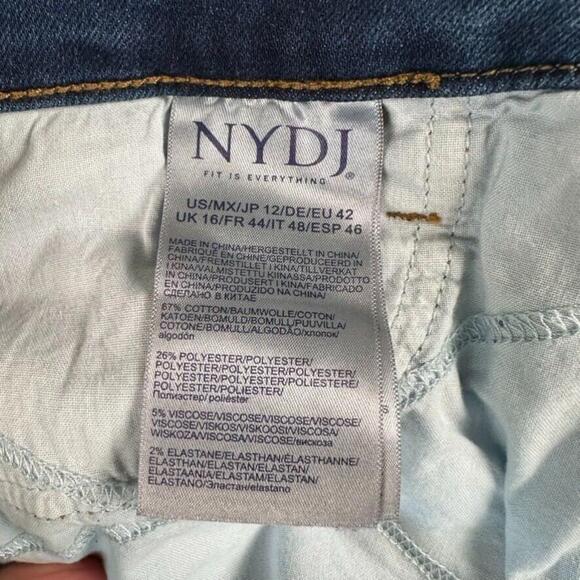 NYDJ®
FIT IS EVERYTHING
US/MX/JP 12/DE/EU 42
UK 16/FR 44/IT 48/ESP 46
MADE IN CHINA/HERGESTELLT IN CHINA/
FABRIQUÉ EN CHINE/GEPRODUCEERD IN
CHINA/FREMSTILLET I KINA/TILLVERKAT
I KINA/VALMISTETTU KIINASSA/PRODOTTO
IN CHINA/PRODUSERT I KINA/FABRICADO
EN CHINA/PRODUZIDO NA CHINA/
СДЕЛАНО В КИТАЕ
67% COTTON/BAUMWOLLE/COTON/
KATOEN/BOMULD/BOMULL/PUUVILLA/
COTONE/BOMULL/ALGODÃO/хлопок/
algodón
26% POLYESTER/POLYESTER/
POLYESTER/POLYESTER/POLYESTER/
POLYESTER/POLYESTERI/POLIESTERE/
POLYESTER/POLIÉSTER/
Полиэстер/ poliéster
5% VISCOSE/VISCOSE/VISCOSE/VISCOSE/
VISCOSE/VISKOS/VISKOOSI/VISCOSA/
WISKOZA/VISCOSA/VISCOSE/вискоза
2% ELASTANE/ELASTHAN/ÉLASTHANNE/
ELASTHAN/ELASTAN/ELASTAN/
ELASTAANIA/ELASTAM/ELASTAN/
ELASTANO/Эластан/elastano